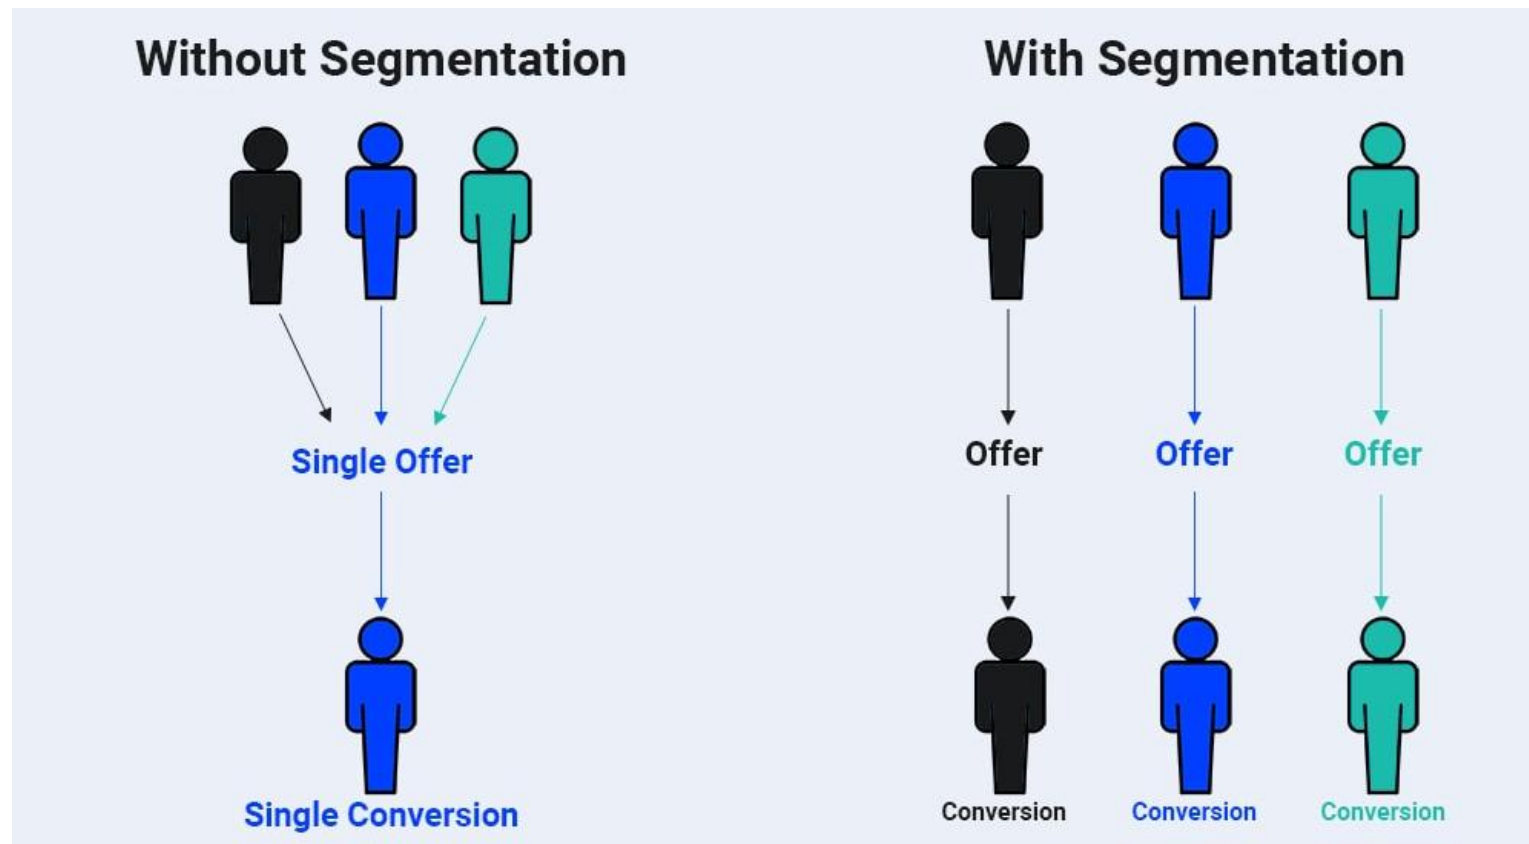 Without Segmentation
Single Offer
Single Conversion
With Segmentation
Offer Offer Offer
Conversion Conversion Conversion